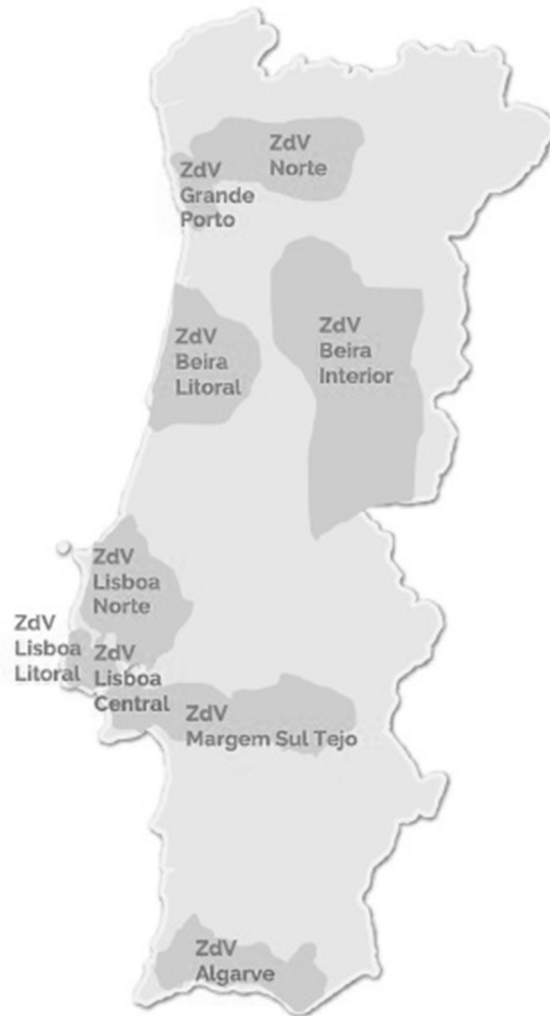 ZdV
Norte
ZdV
Grande
Porto
ZdV
Beira
Litoral
ZdV
Beira
Interior
ZdV
Lisboa
Norte
ZdV
Lisboa
Litoral
ZdV
Lisboa
Central
ZdV
Margem Sul Tejo
ZdV
Algarve